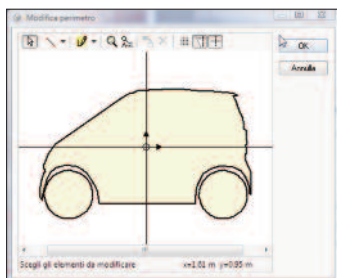 Modifica perimetro
OK
Annulla
Scegli gli elementi da modificare
x=1.61 m y=0.95 m